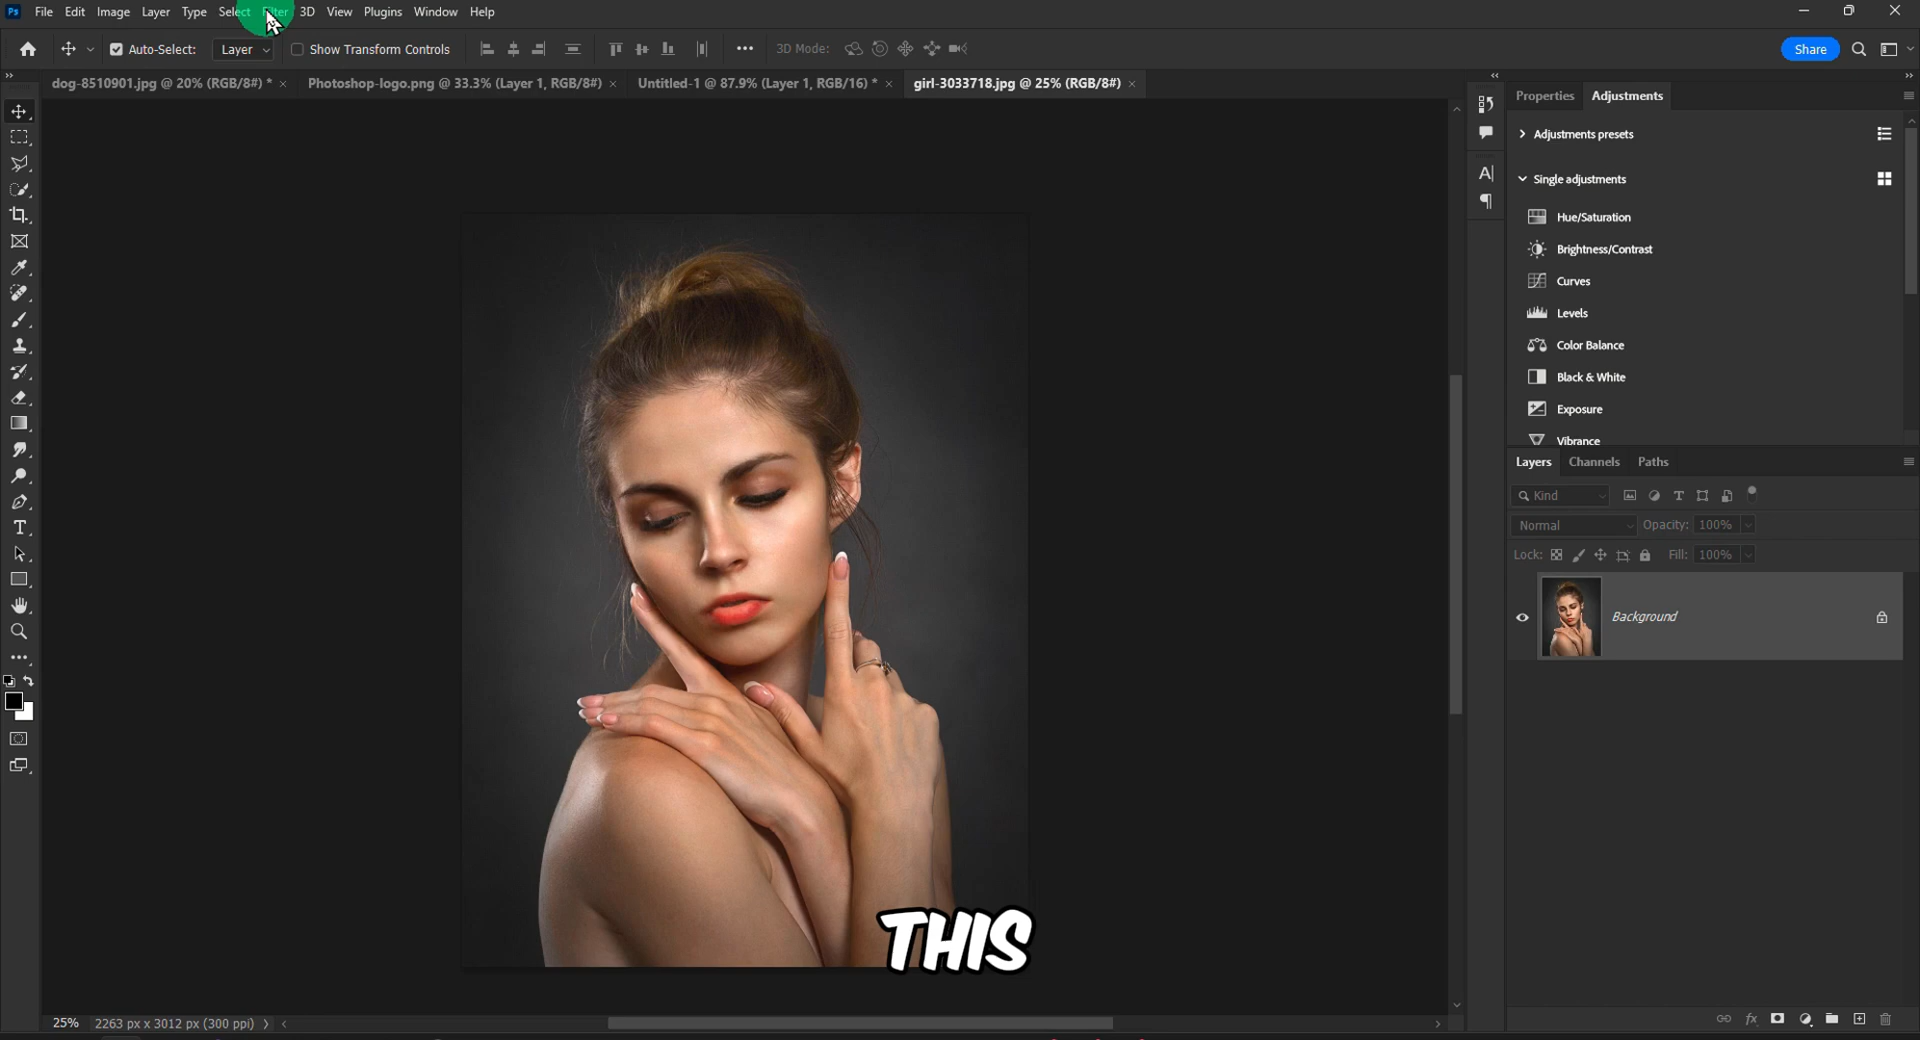 Ps File Edit Image Layer Type Select Filter 3D View Plugins Window Help
Auto-Select: Layer Show Transform Controls 3D Mode: Share
dog-8510901.jpg @ 20% (RGB/8#) * Photoshop-logo.png @ 33.3% (Layer 1, RGB/8#) Untitled-1 @ 87.9% (Layer 1, RGB/16) * girl-3033718.jpg @ 25% (RGB/8#)
Properties Adjustments
Adjustments presets
Single adjustments
Hue/Saturation
Brightness/Contrast
Curves
Levels
Color Balance
Black & White
Exposure
Vibrance
Layers Channels Paths
Kind
Normal Opacity: 100%
Lock: Fill: 100%
Background
THIS
25% 2263 px x 3012 px (300 ppi)